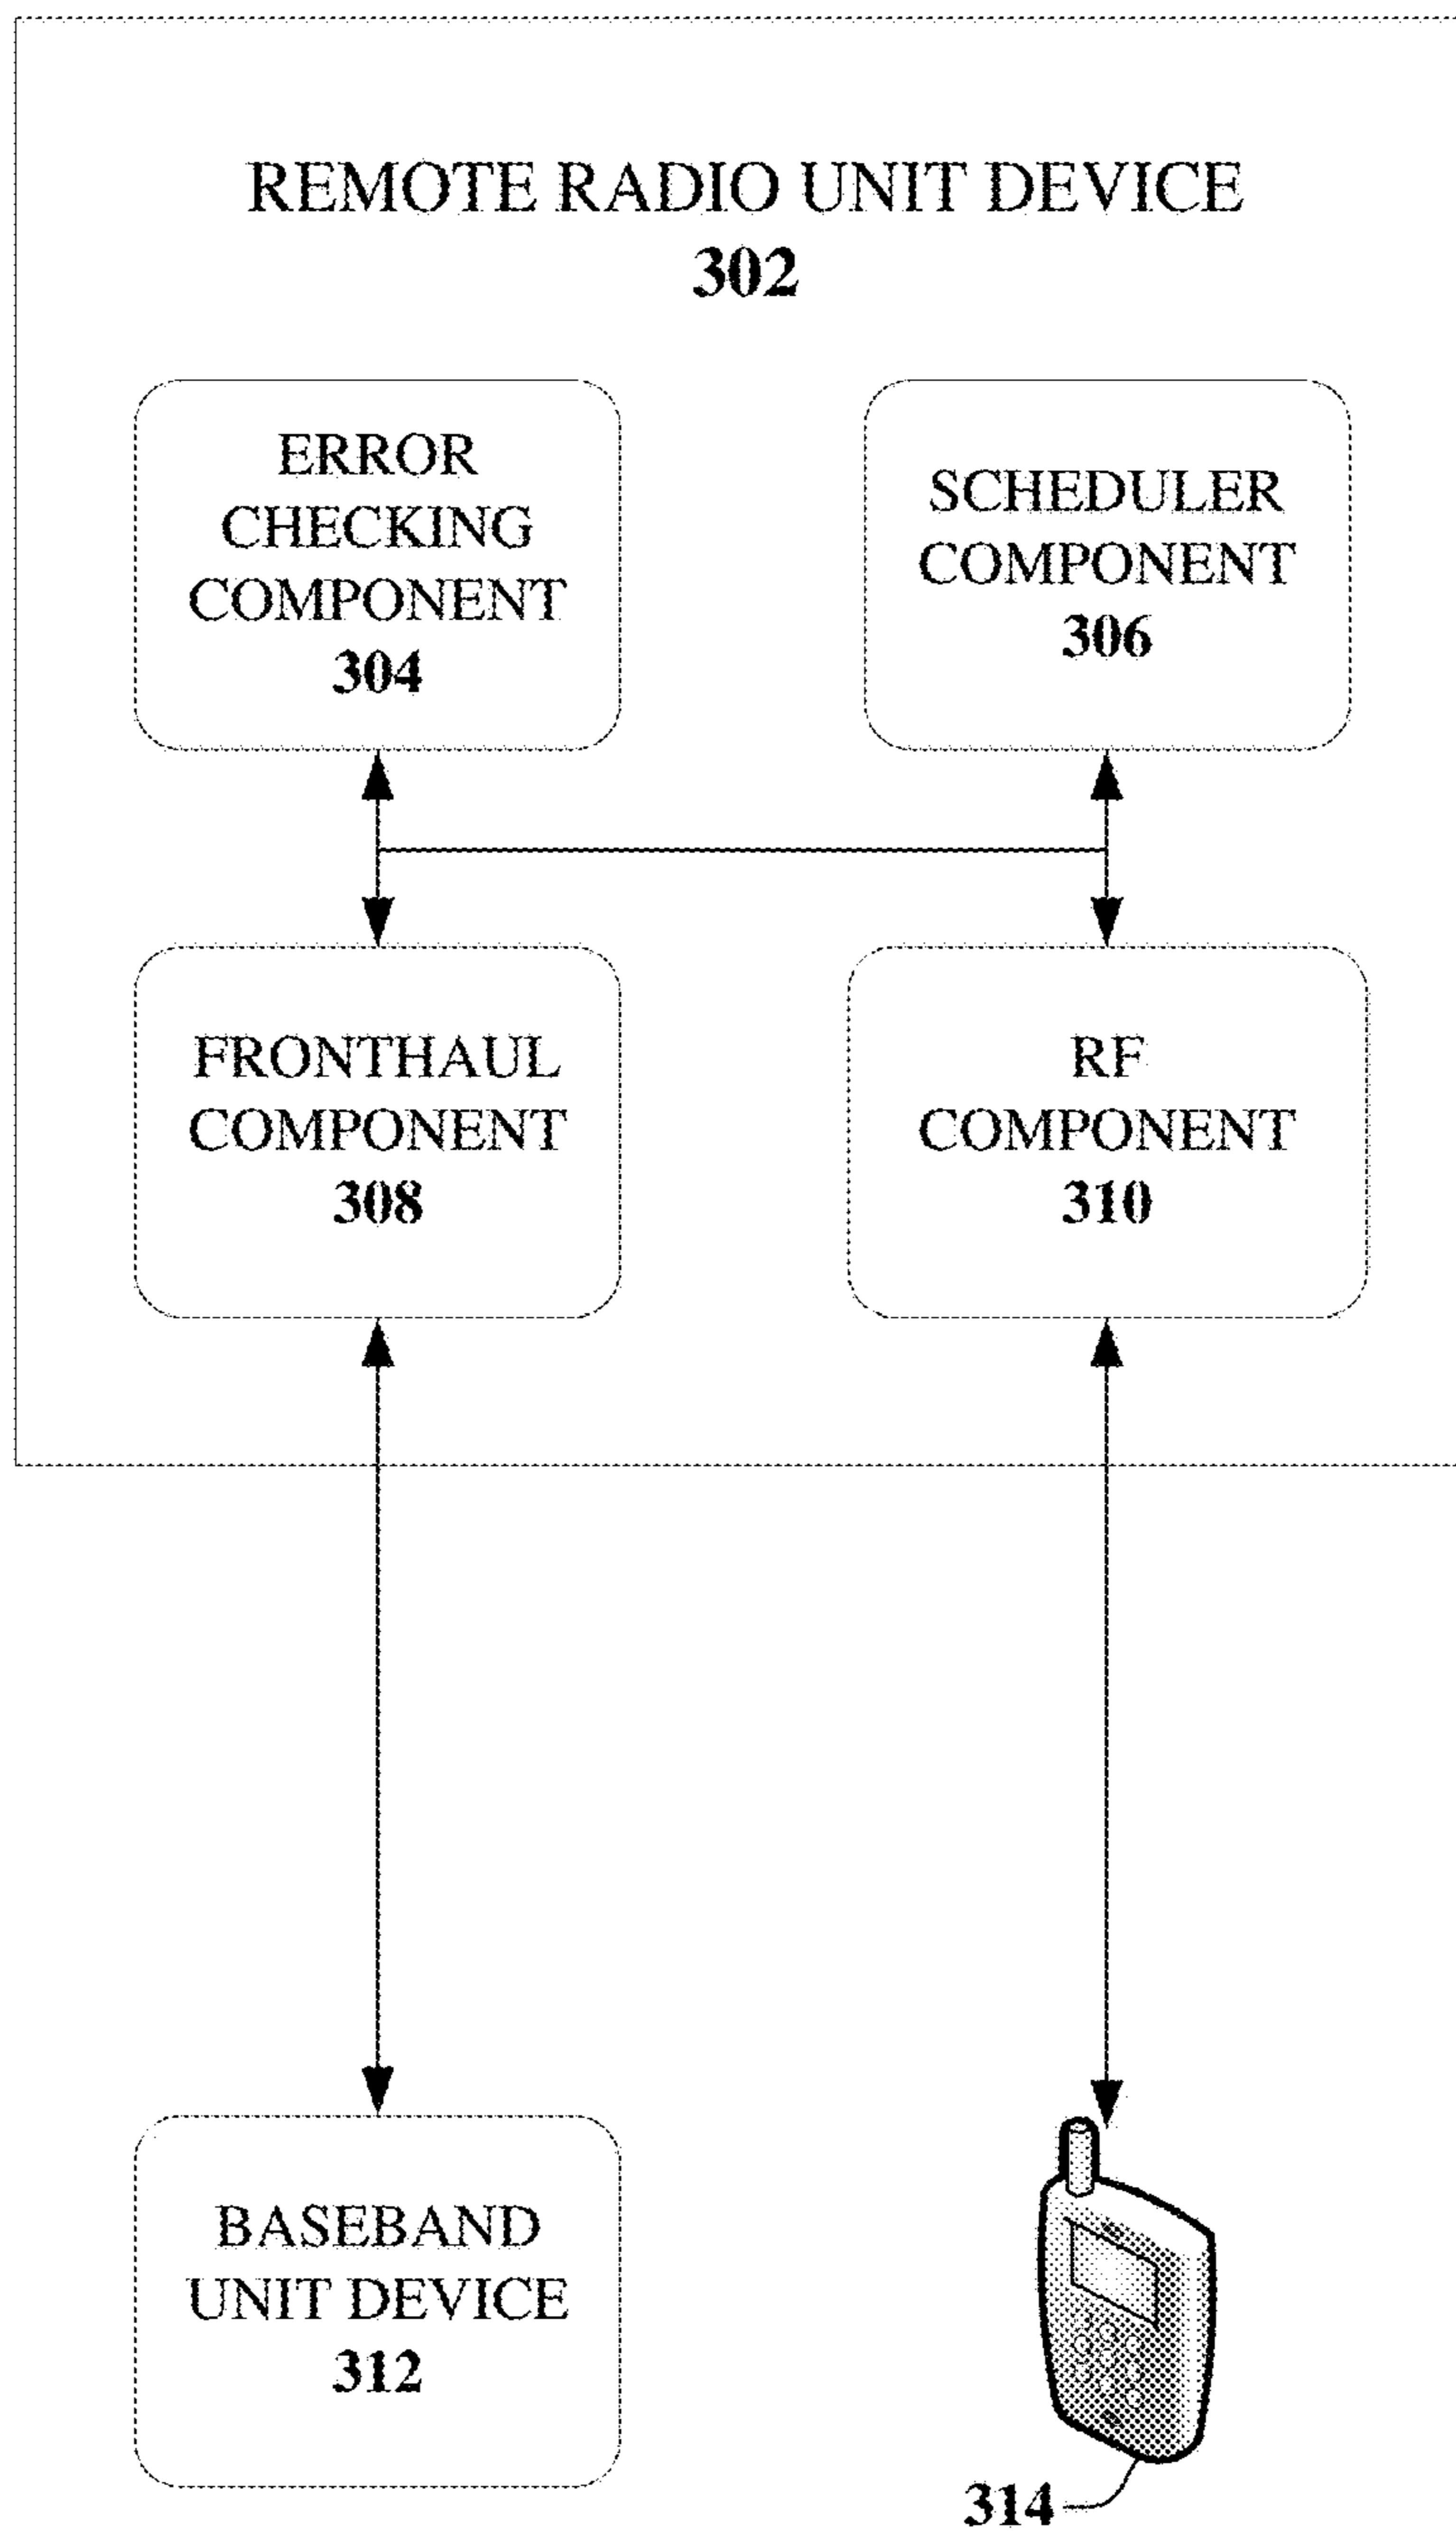 REMOTE RADIO UNIT DEVICE
302
ERROR
CHECKING
COMPONENT
304
SCHEDULER
COMPONENT
306
FRONTHAUL
COMPONENT
308
RF
COMPONENT
310
BASEBAND
UNIT DEVICE
312
314